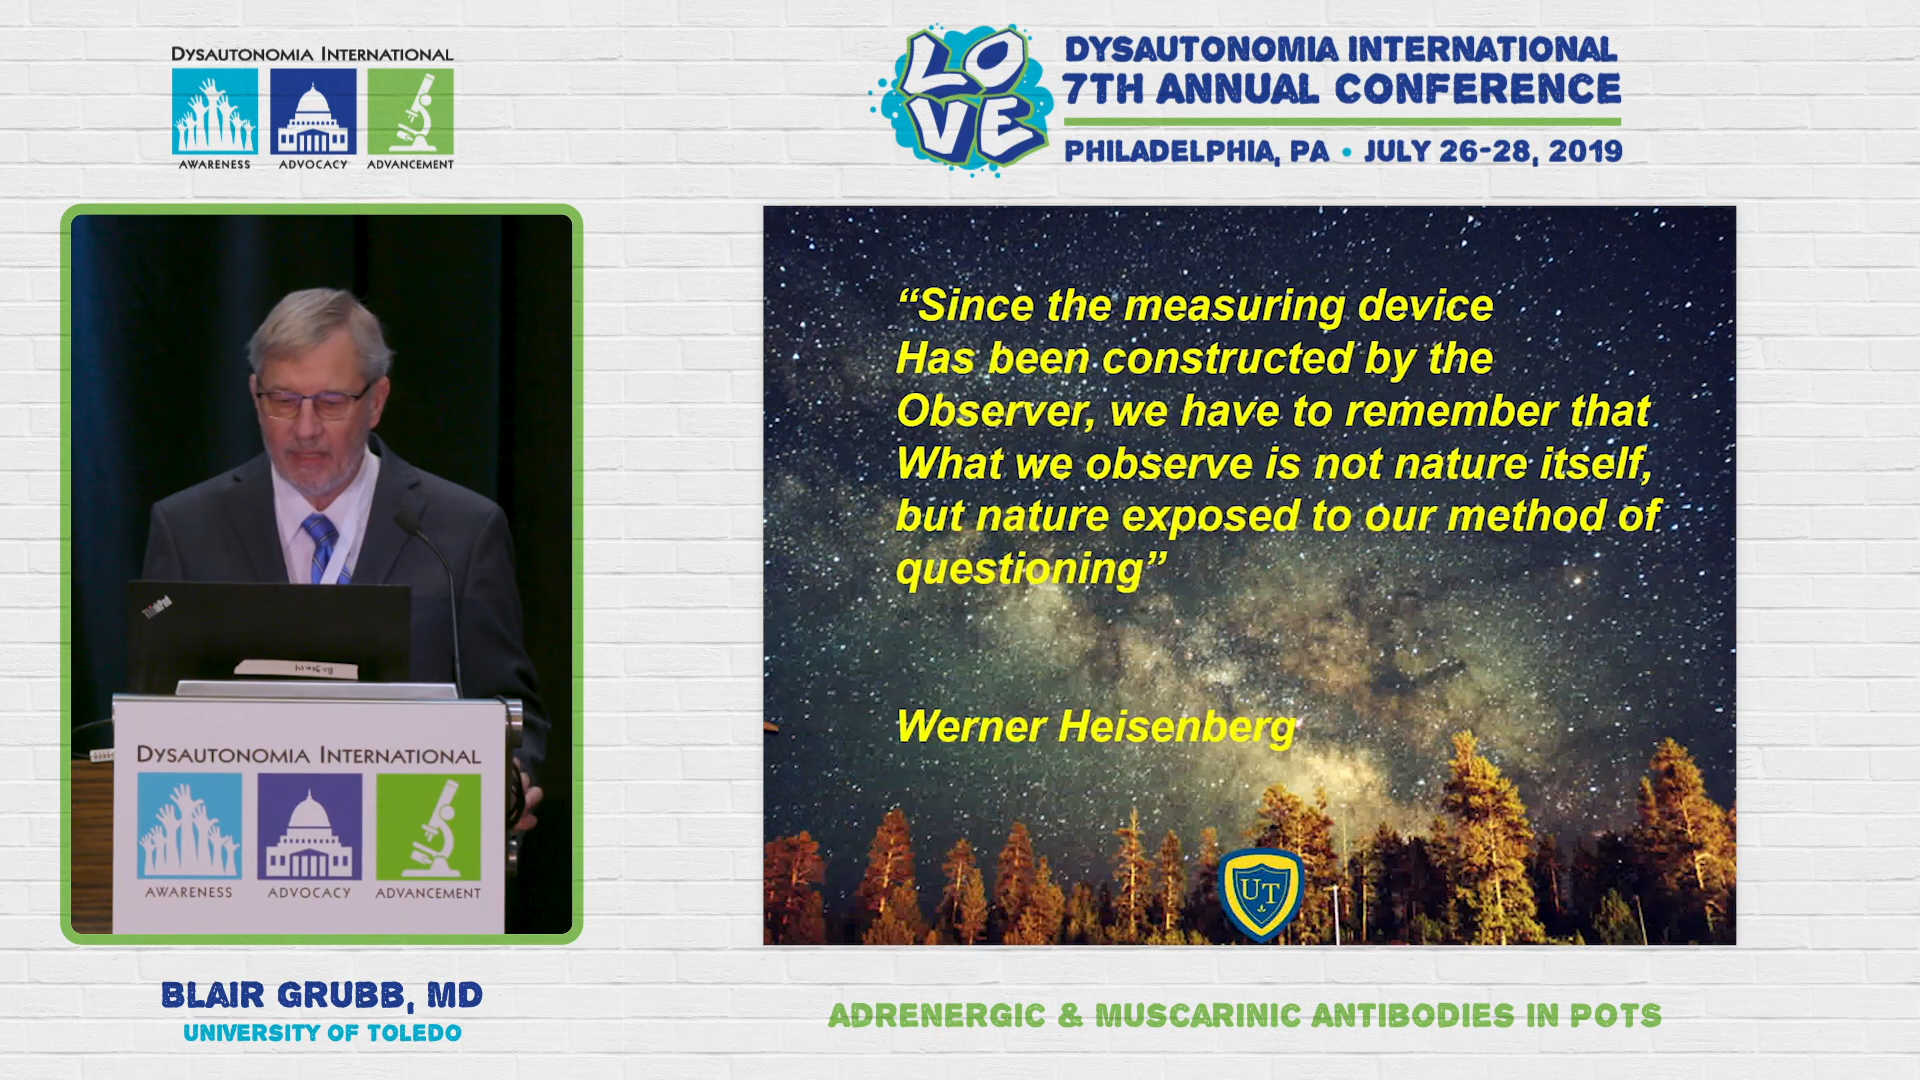 DYSAUTONOMIA INTERNATIONAL
AWARENESS ADVOCACY ADVANCEMENT
LOVE
DYSAUTONOMIA INTERNATIONAL
7TH ANNUAL CONFERENCE
PHILADELPHIA, PA • JULY 26-28, 2019
“Since the measuring device
Has been constructed by the
Observer, we have to remember that
What we observe is not nature itself,
but nature exposed to our method of
questioning”
Werner Heisenberg
UT
ThinkPad
DYSAUTONOMIA INTERNATIONAL
AWARENESS ADVOCACY ADVANCEMENT
BLAIR GRUBB, MD
UNIVERSITY OF TOLEDO
ADRENERGIC & MUSCARINIC ANTIBODIES IN POTS